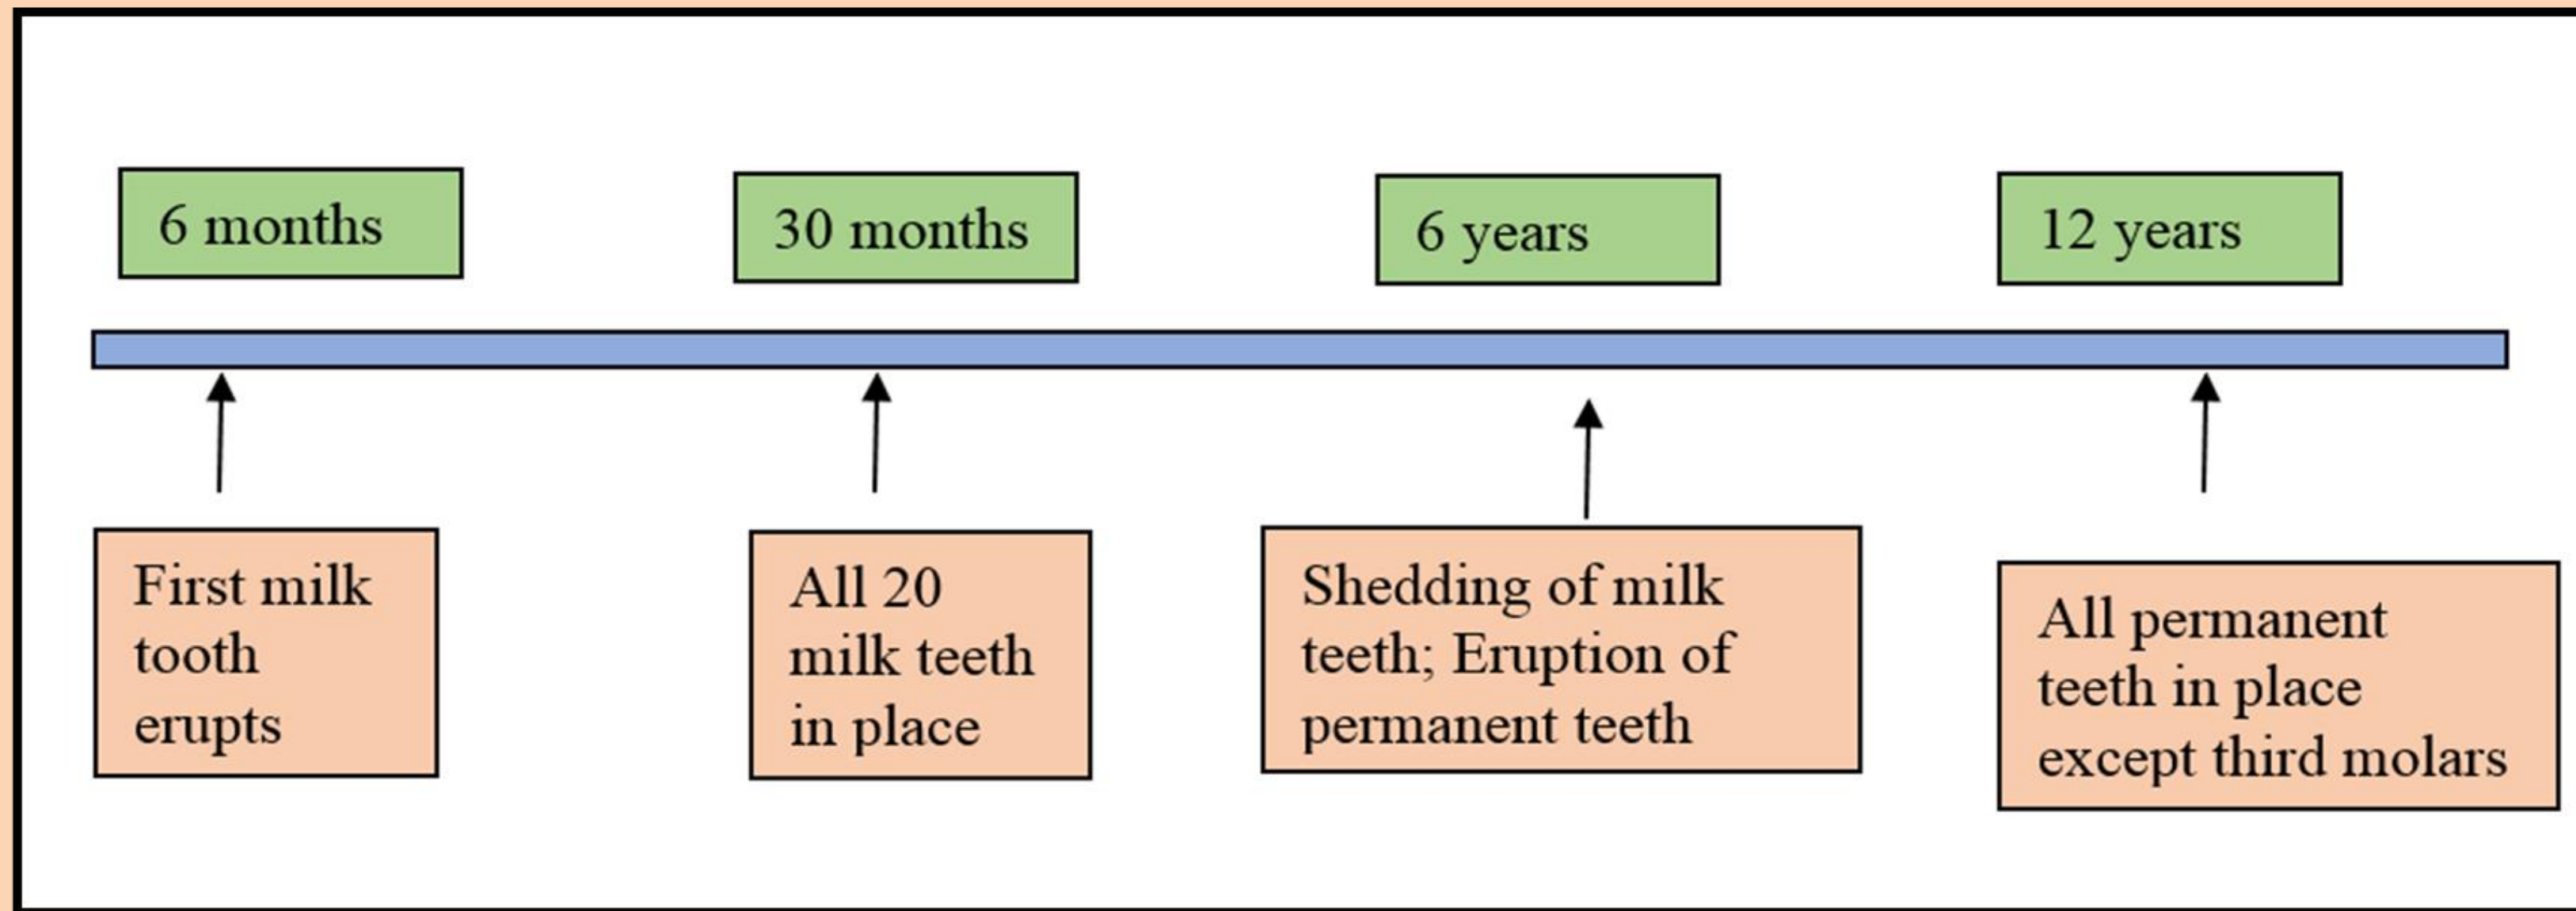 6 months
30 months
6 years
12 years
First milk
tooth
erupts
All 20
milk teeth
in place
Shedding of milk
teeth; Eruption of
permanent teeth
All permanent
teeth in place
except third molars